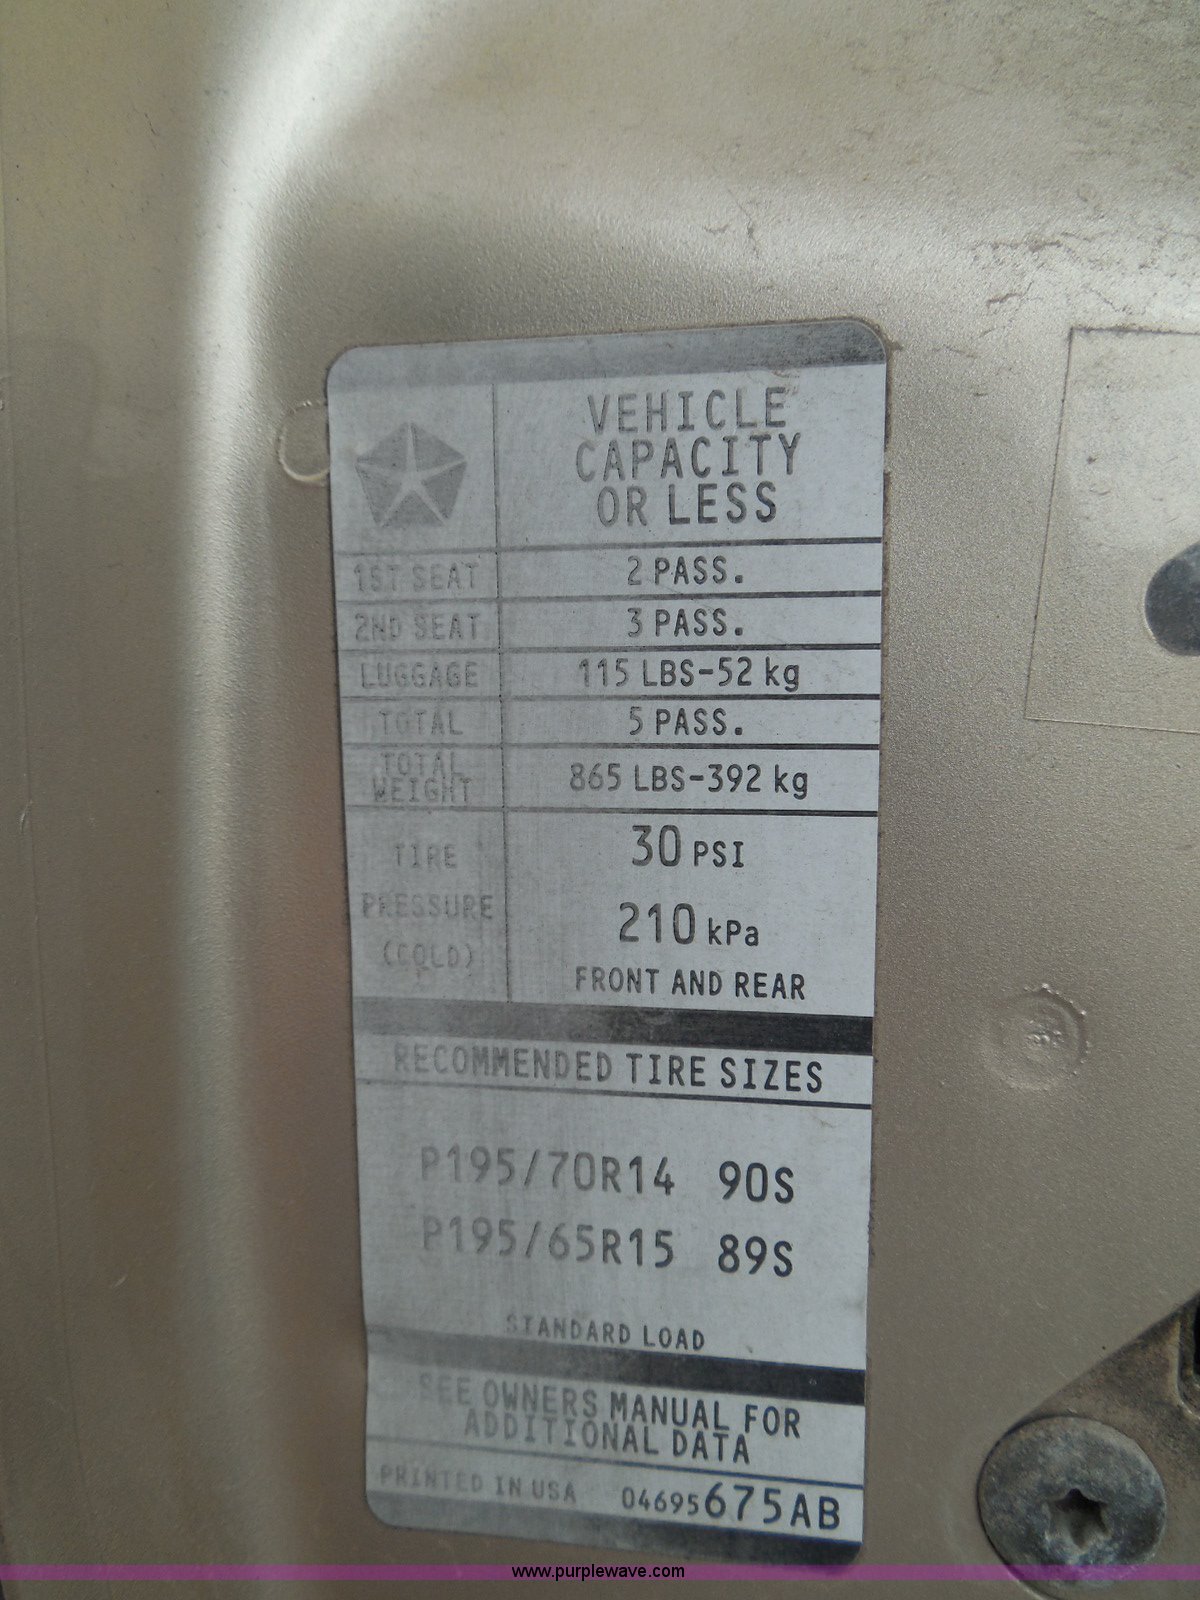 VEHICLE
CAPACITY
OR LESS
1ST SEAT 2 PASS.
2ND SEAT 3 PASS.
LUGGAGE 115 LBS-52 kg
TOTAL 5 PASS.
TOTAL
WEIGHT 865 LBS-392 kg
TIRE
PRESSURE
(COLD)
30 PSI
210 kPa
FRONT AND REAR
RECOMMENDED TIRE SIZES
P195/70R14 90S
P195/65R15 89S
STANDARD LOAD
SEE OWNERS MANUAL FOR
ADDITIONAL DATA
PRINTED IN USA 04695675AB
www.purplewave.com